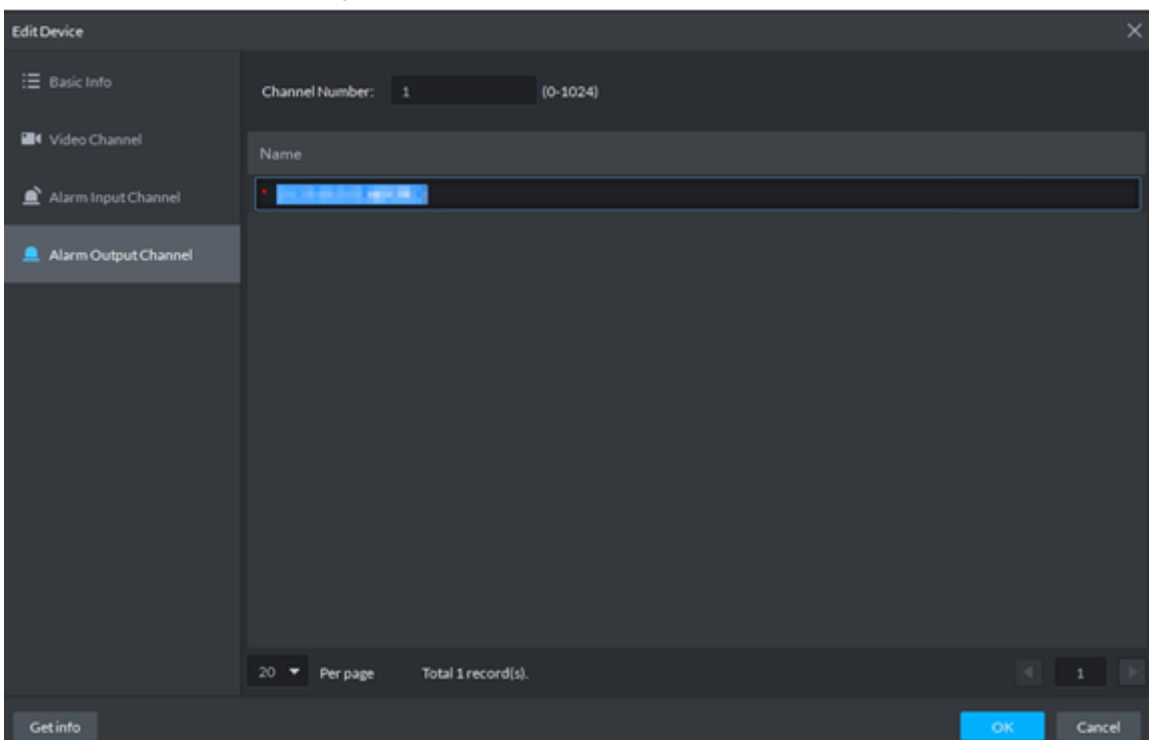 Edit Device
Basic Info
Video Channel
Alarm Input Channel
Alarm Output Channel
Channel Number: 1 (0-1024)
Name
*
20 Per page Total 1 record(s).
1
Get info
OK
Cancel